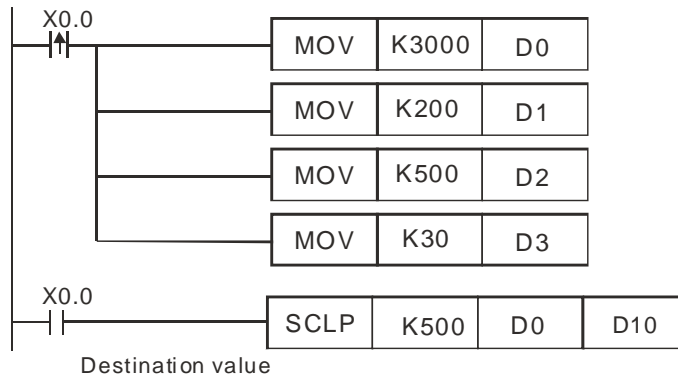 X0.0
MOV K3000 D0
MOV K200 D1
MOV K500 D2
MOV K30 D3
X0.0
SCLP K500 D0 D10
Destination value